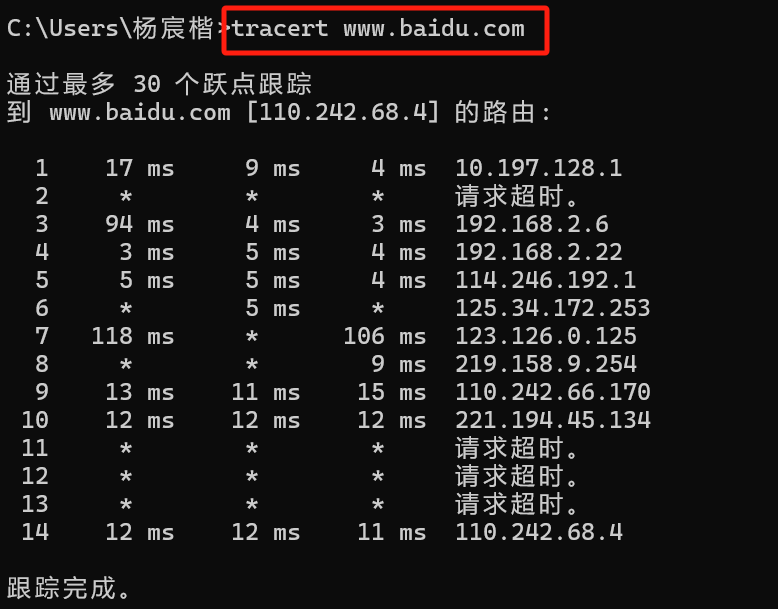 C:\Users\杨宸楷>tracert www.baidu.com
通过最多 30 个跃点跟踪
到 www.baidu.com [110.242.68.4] 的路由:
1 17 ms 9 ms 4 ms 10.197.128.1
2 * * * 请求超时。
3 94 ms 4 ms 3 ms 192.168.2.6
4 3 ms 5 ms 4 ms 192.168.2.22
5 5 ms 5 ms 4 ms 114.246.192.1
6 * 5 ms * 125.34.172.253
7 118 ms * 106 ms 123.126.0.125
8 * * 9 ms 219.158.9.254
9 13 ms 11 ms 15 ms 110.242.66.170
10 12 ms 12 ms 12 ms 221.194.45.134
11 * * * 请求超时。
12 * * * 请求超时。
13 * * * 请求超时。
14 12 ms 12 ms 11 ms 110.242.68.4
跟踪完成。